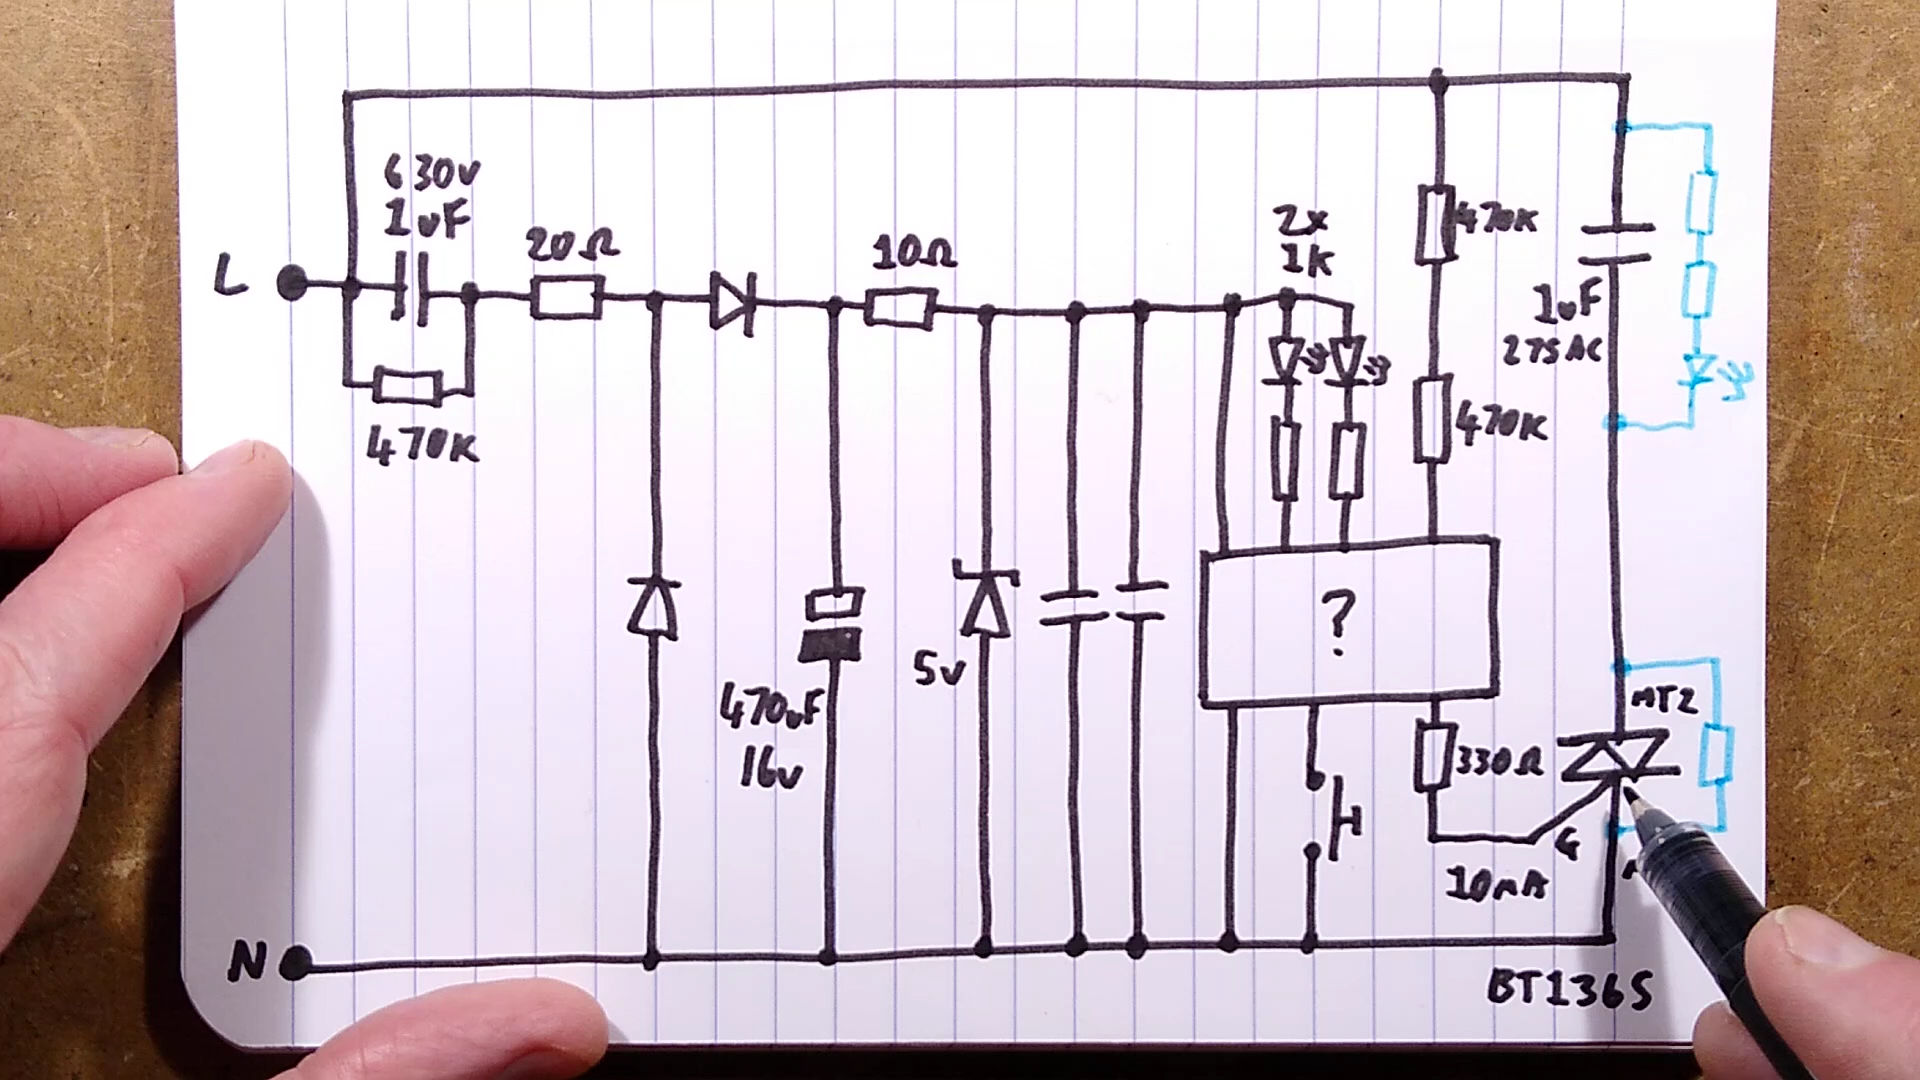 L
630v
1uF
470K
20Ω
10Ω
470uF
16v
5v
2x
1K
470K
470K
1uF
275AC
?
330Ω
MT2
G
10mA
BT136S
N